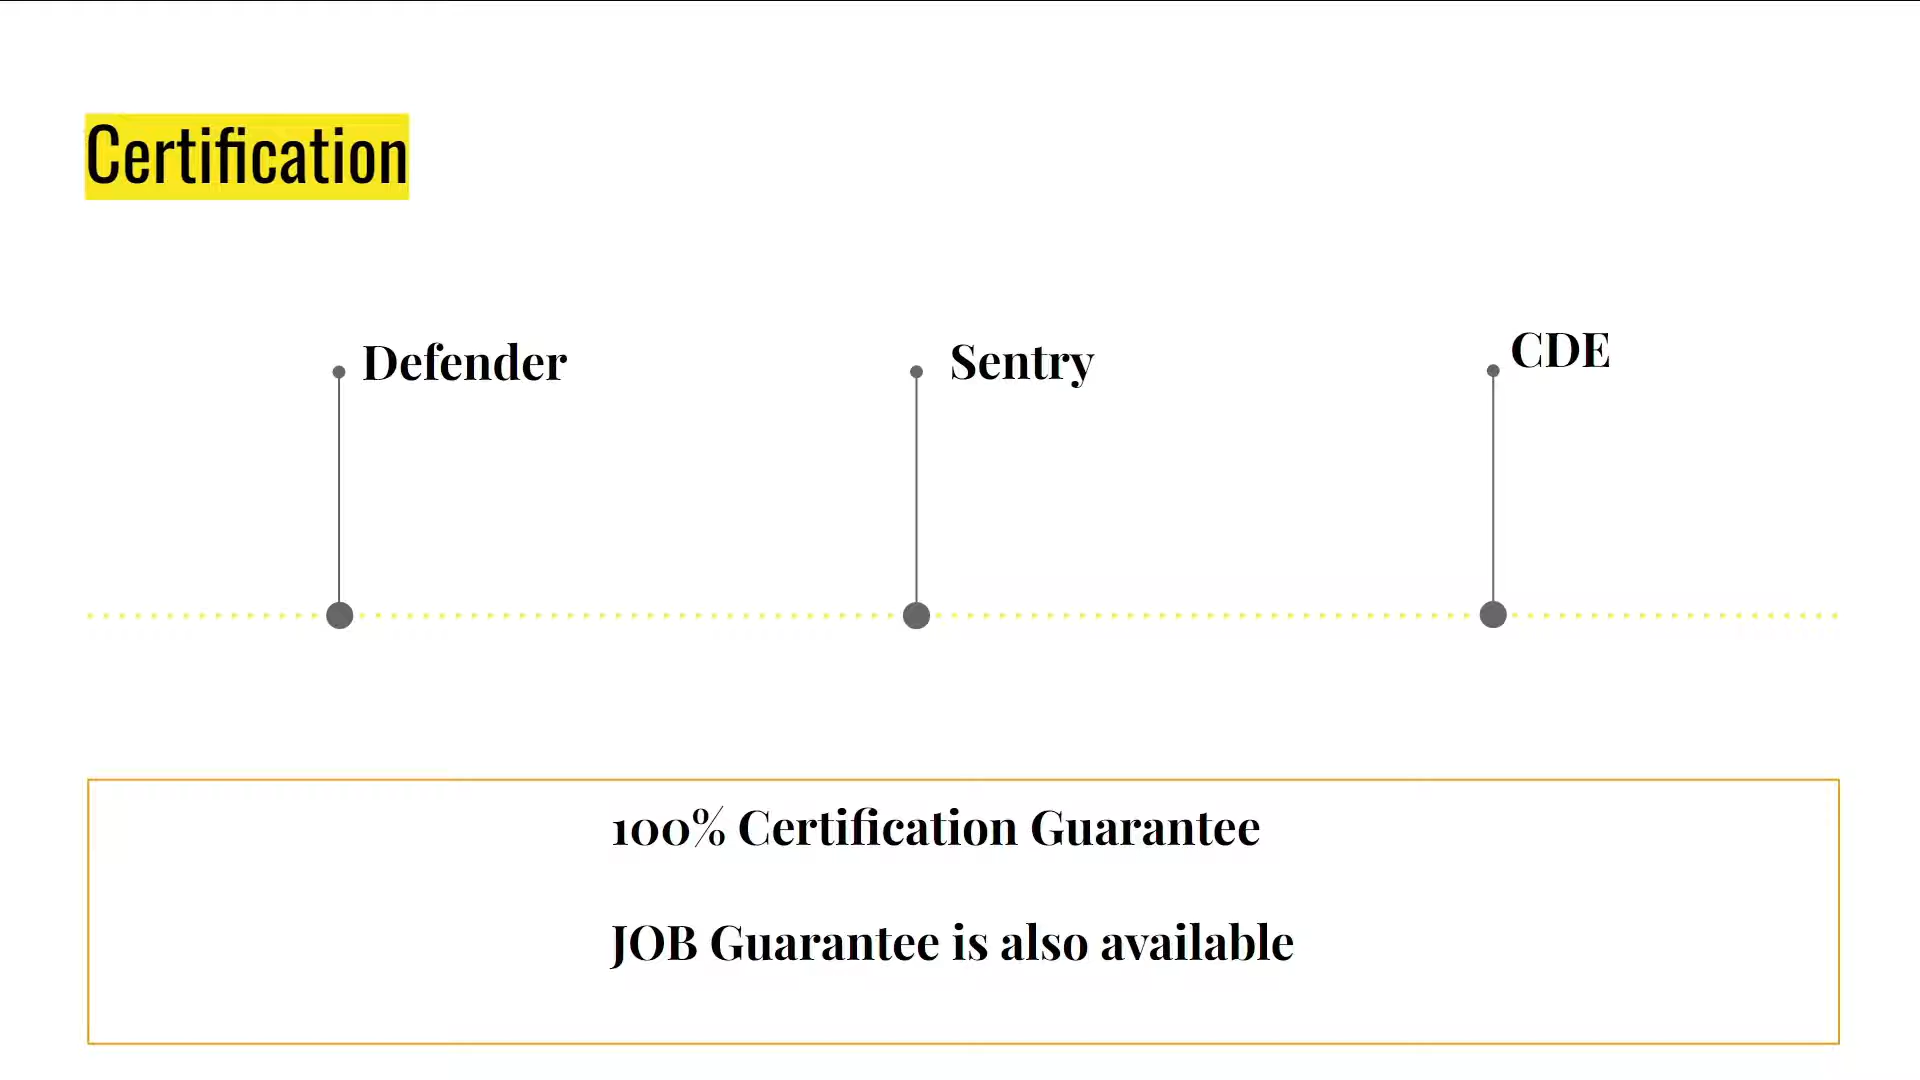 Certification
Defender
Sentry
CDE
100% Certification Guarantee
JOB Guarantee is also available